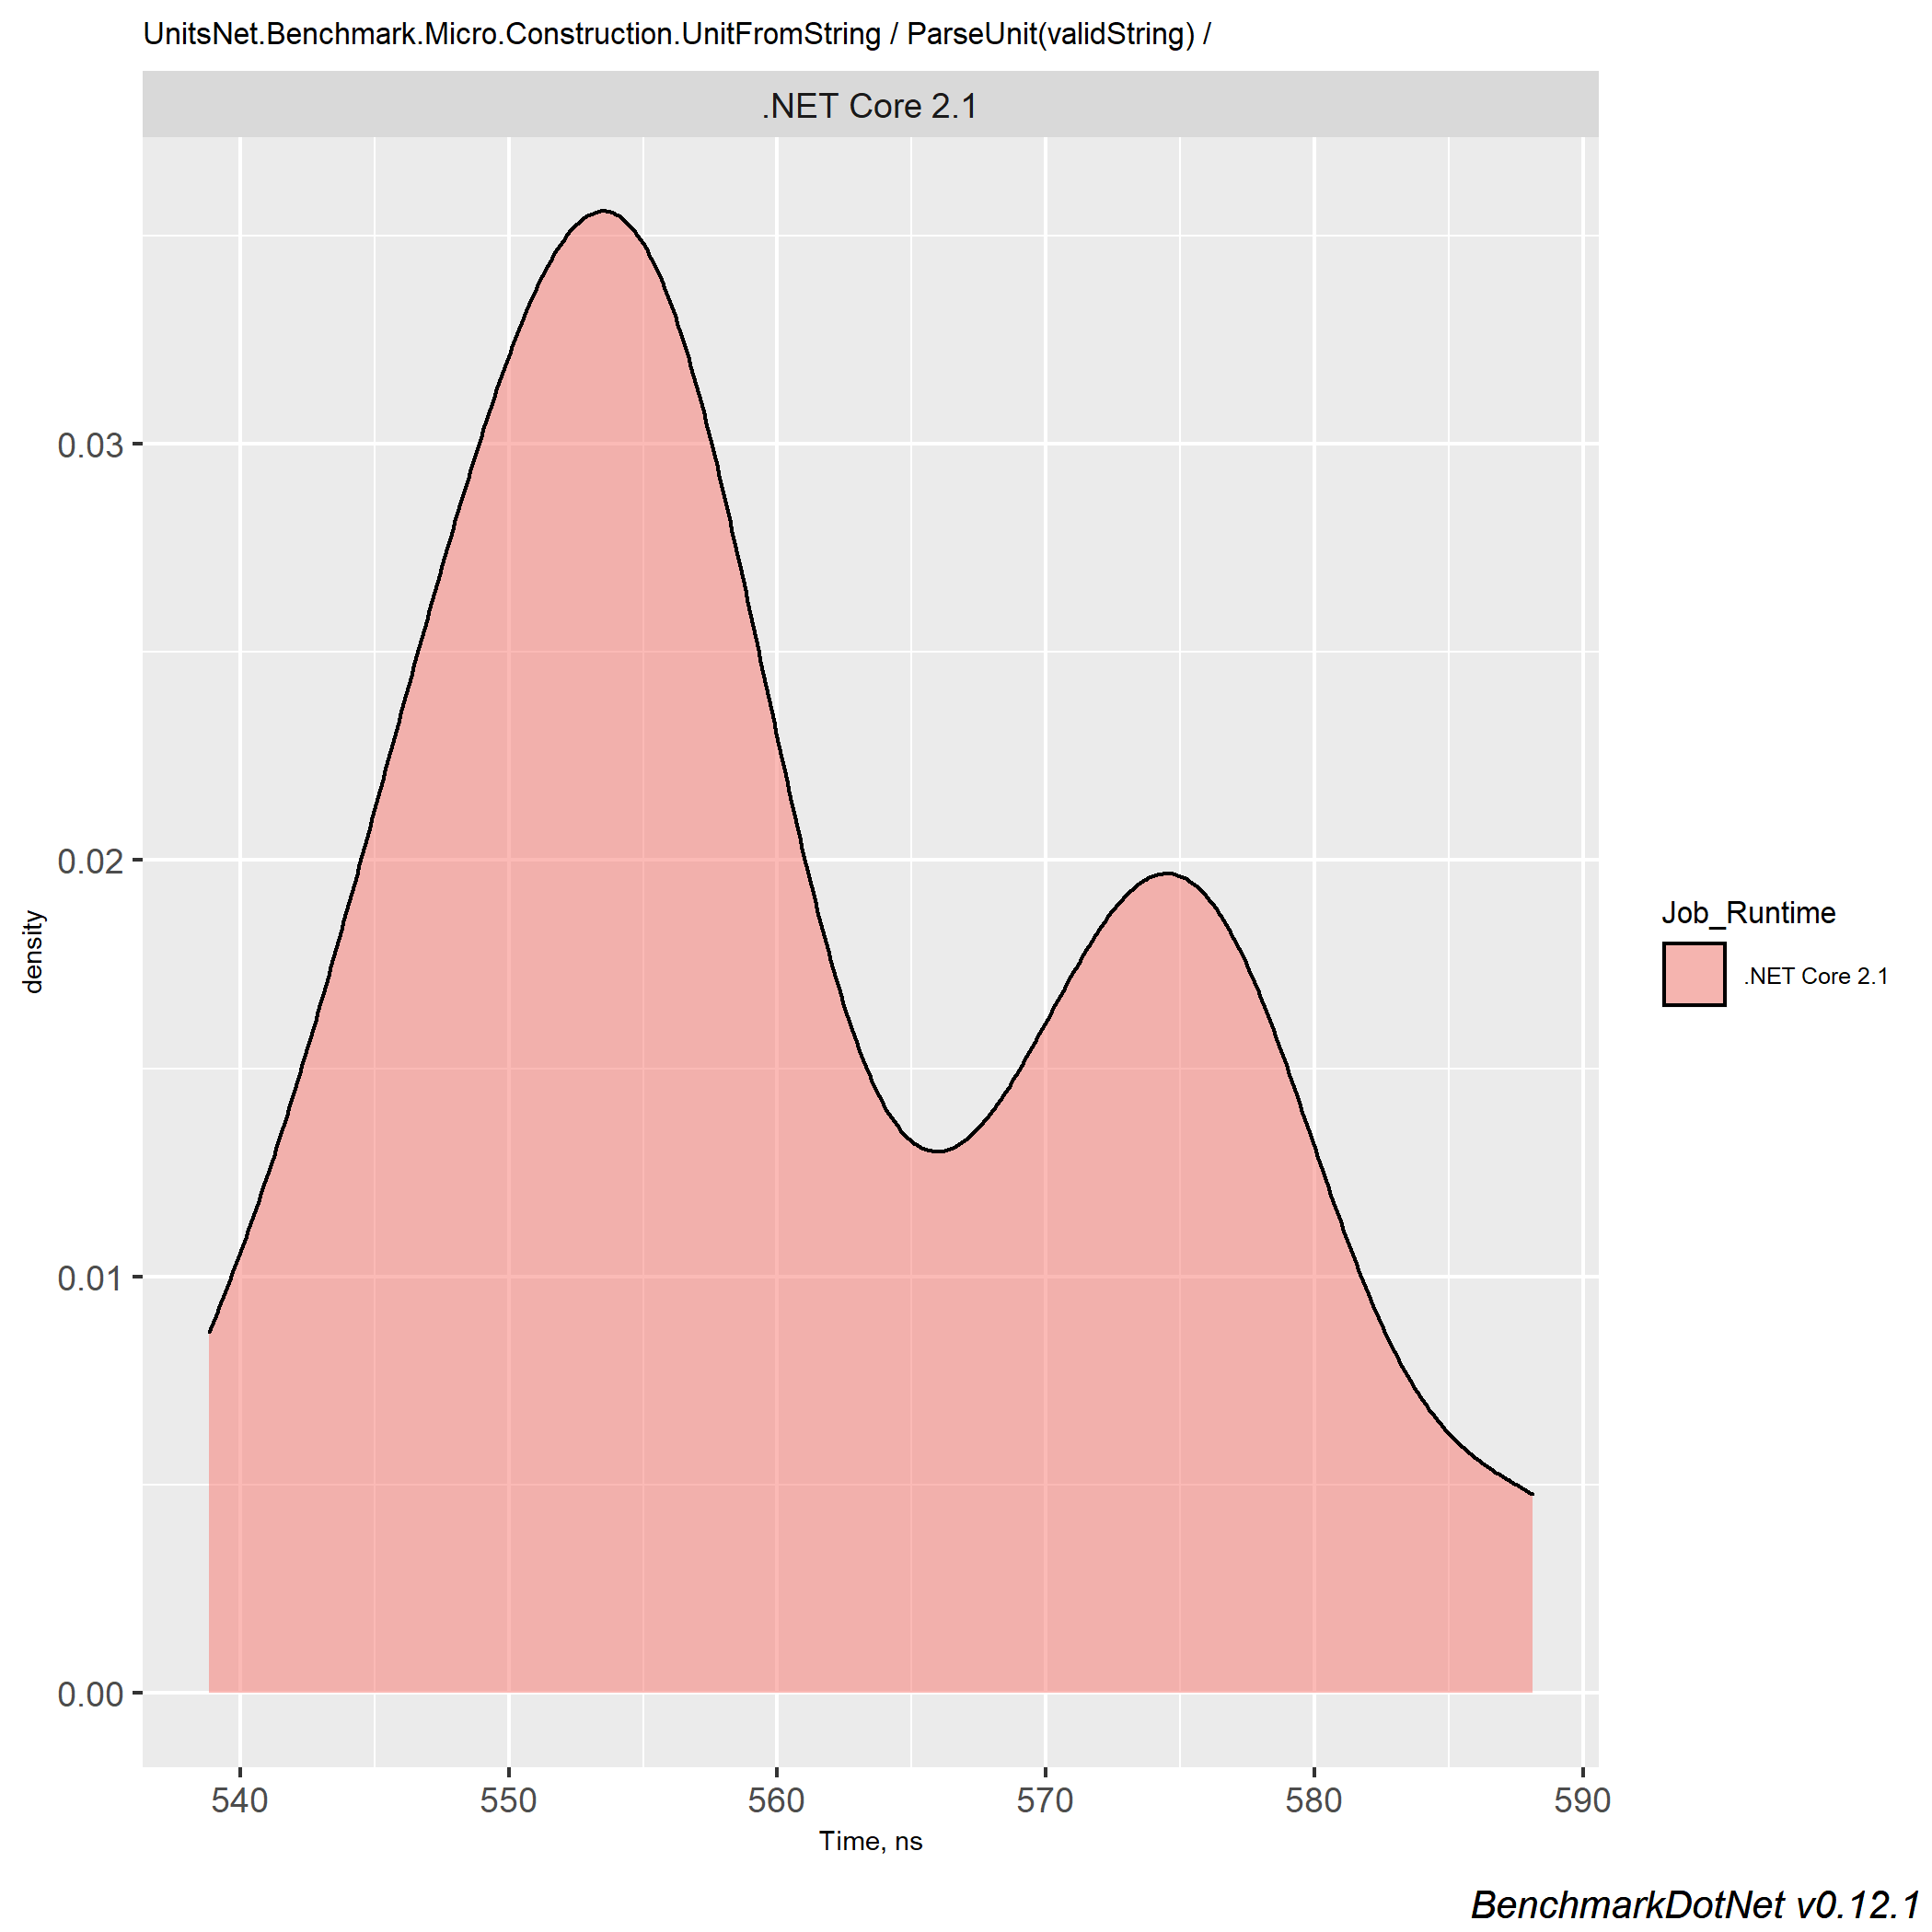 UnitsNet.Benchmark.Micro.Construction.UnitFromString / ParseUnit(validString) /
.NET Core 2.1
0.03
0.02
0.01
0.00
density
540 550 560 570 580 590
Time, ns
Job_Runtime
.NET Core 2.1
BenchmarkDotNet v0.12.1